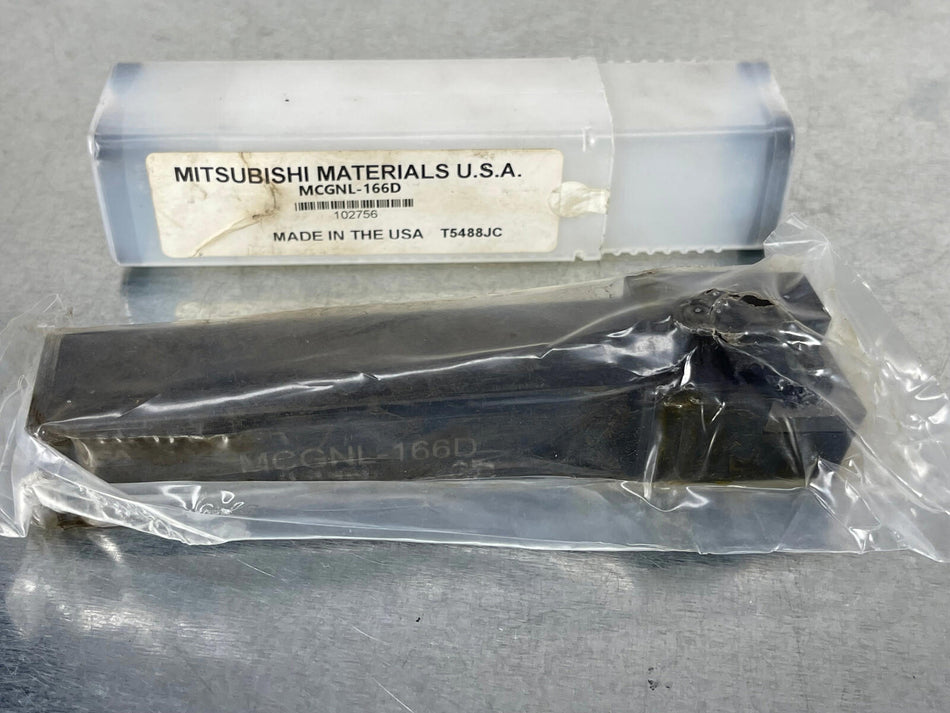 MITSUBISHI MATERIALS U.S.A.
MCGNL-166D
102756
MADE IN THE USA T5488JC
MCGNL-166D